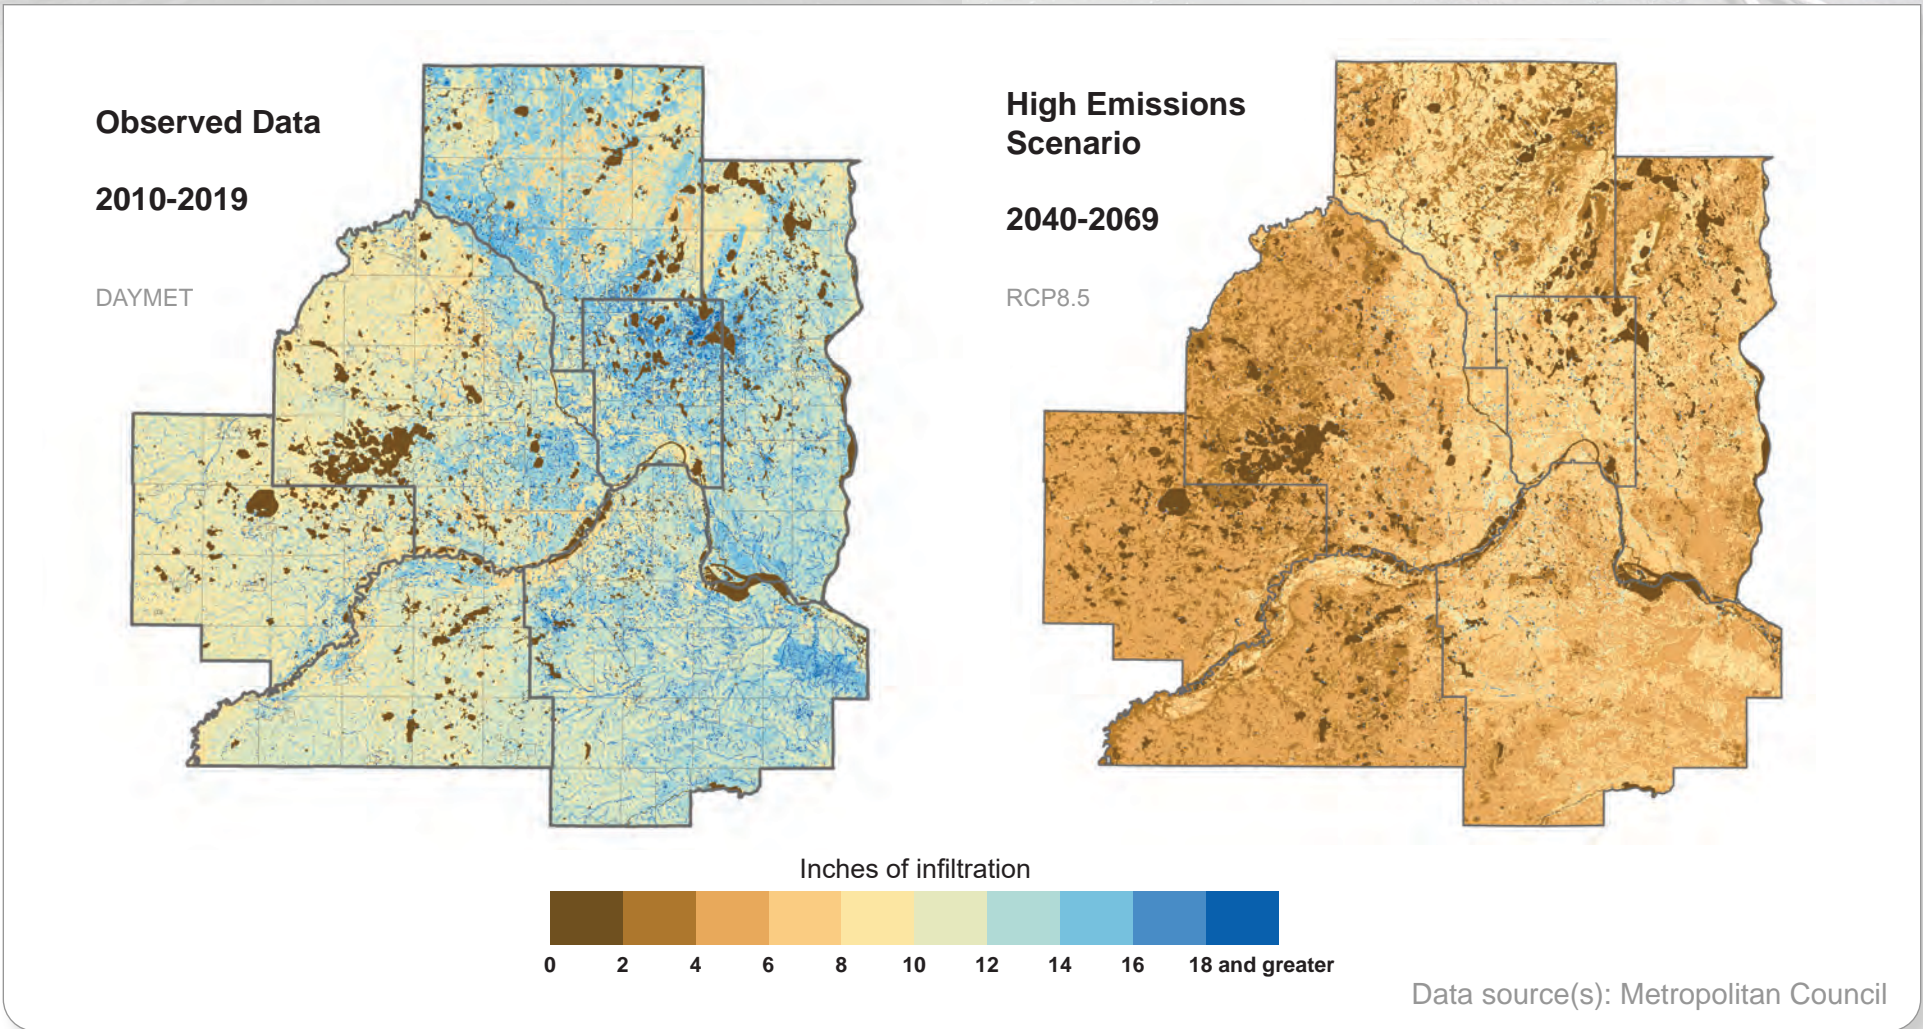 Observed Data
2010-2019
DAYMET
High Emissions
Scenario
2040-2069
RCP8.5
Inches of infiltration
0 2 4 6 8 10 12 14 16 18 and greater
Data source(s): Metropolitan Council